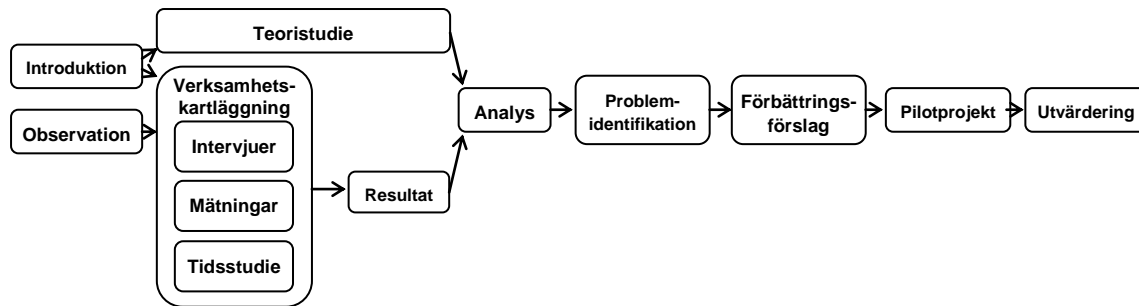 Teoristudie
Introduktion
Observation
Verksamhets-
kartläggning
Intervjuer
Mätningar
Tidsstudie
Resultat
Analys
Problem-
identifikation
Förbättrings-
förslag
Pilotprojekt
Utvärdering